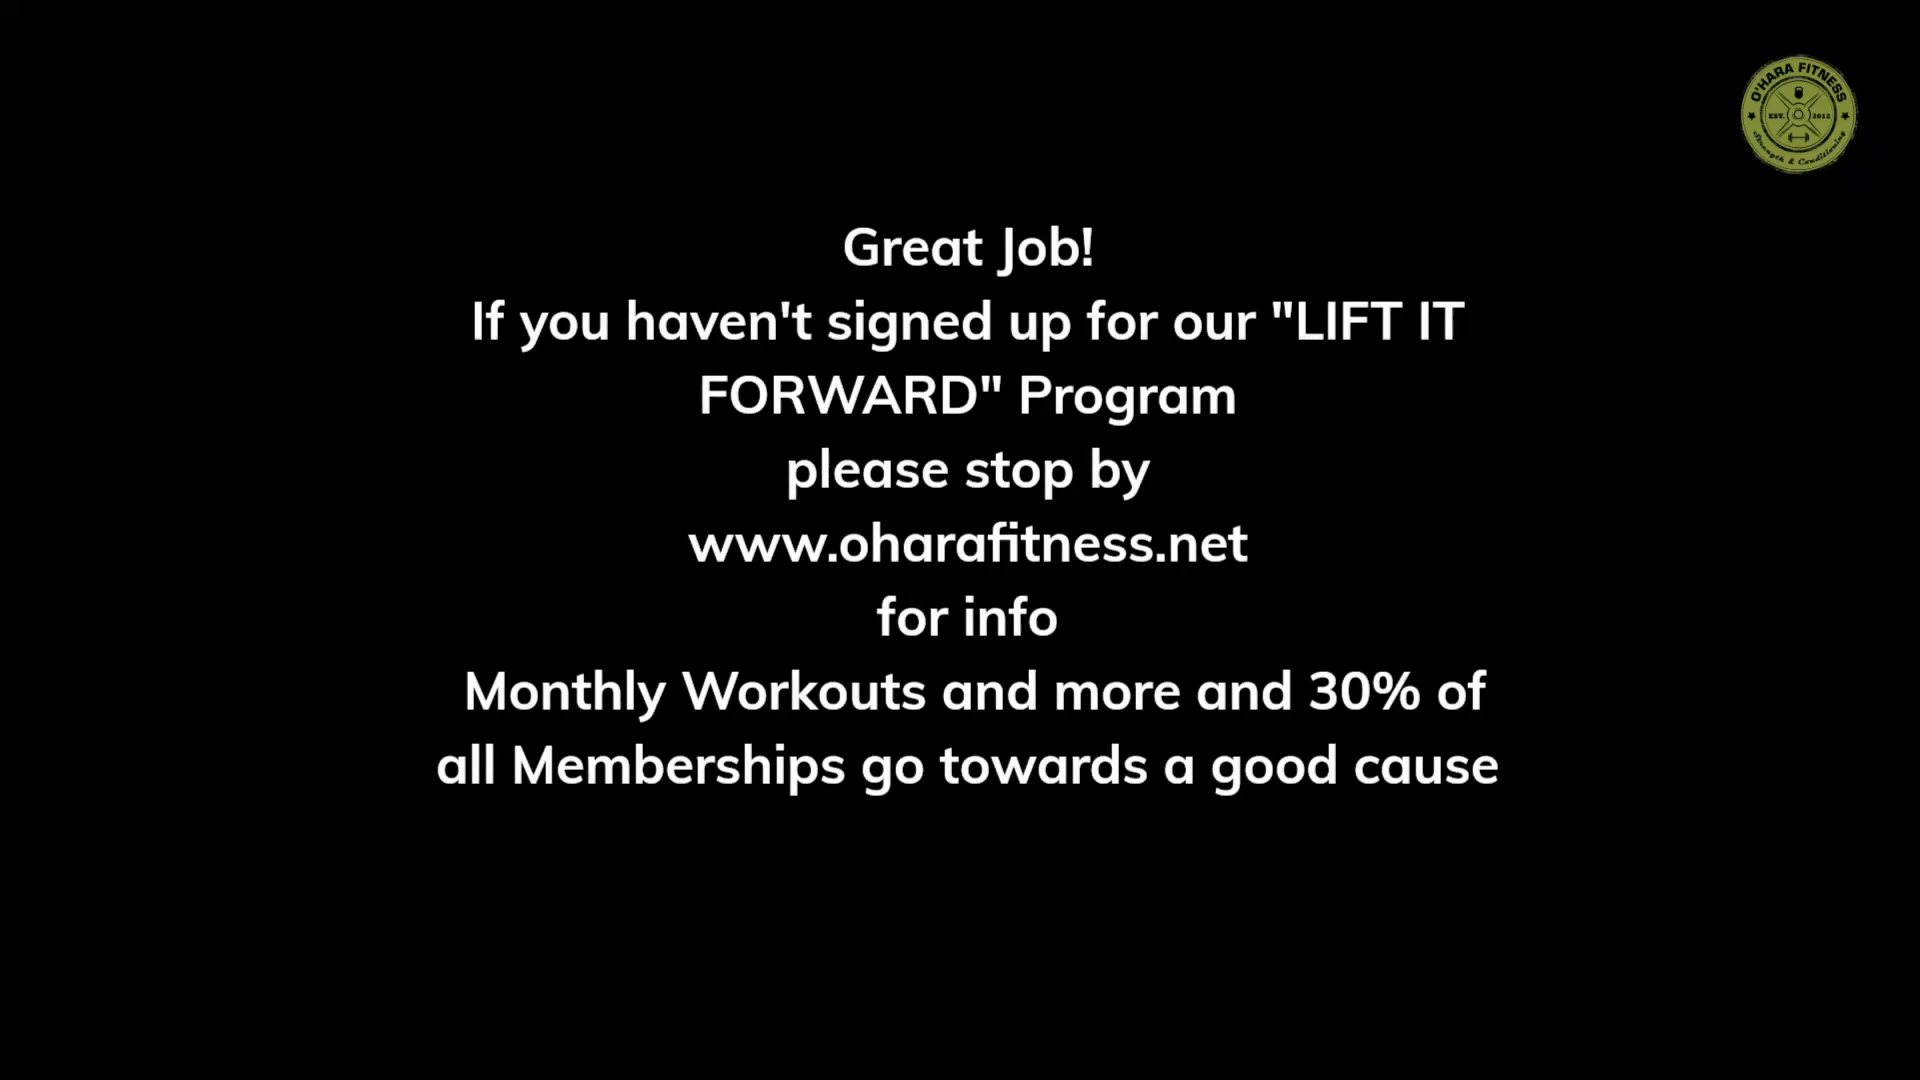 O'HARA FITNESS
EST. 2012
Strength & Conditioning
Great Job!
If you haven't signed up for our "LIFT IT
FORWARD" Program
please stop by
www.oharafitness.net
for info
Monthly Workouts and more and 30% of
all Memberships go towards a good cause